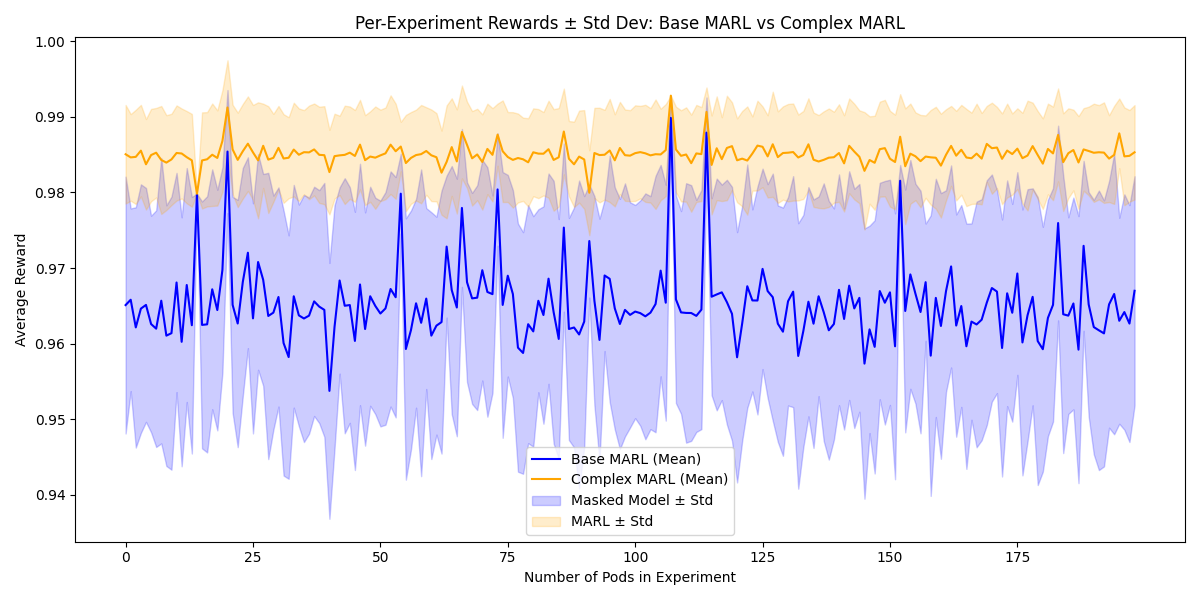 Per-Experiment Rewards ± Std Dev: Base MARL vs Complex MARL
1.00
0.99
0.98
0.97
0.96
0.95
0.94
Average Reward
Base MARL (Mean)
Complex MARL (Mean)
Masked Model ± Std
MARL ± Std
0 25 50 75 100 125 150 175
Number of Pods in Experiment